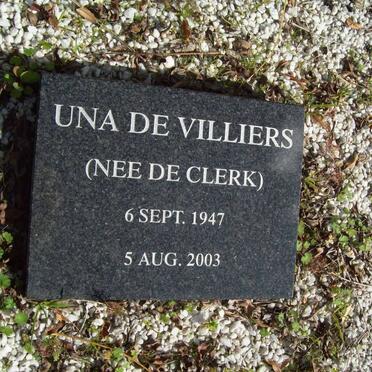 UNA DE VILLIERS
(NEE DE CLERK)
6 SEPT. 1947
5 AUG. 2003